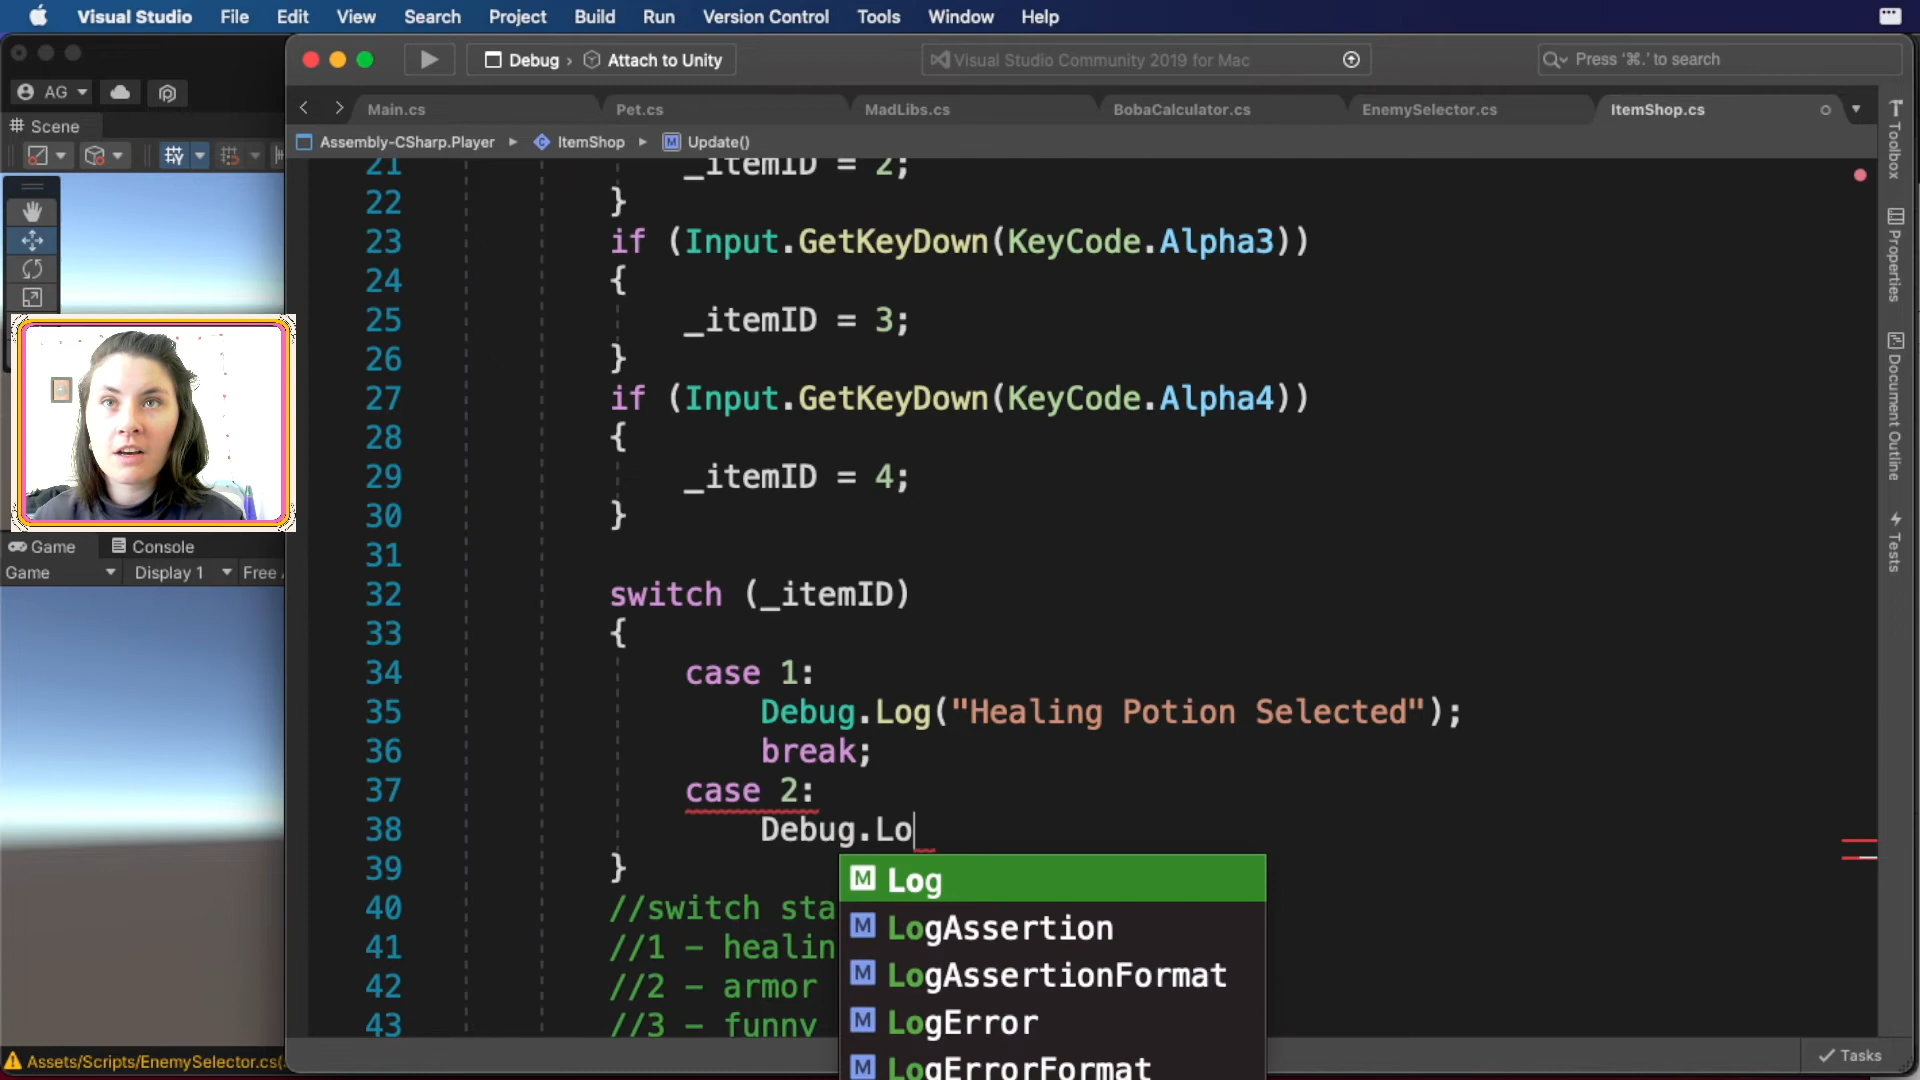 Visual Studio File Edit View Search Project Build Run Version Control Tools Window Help
AG
Debug › Attach to Unity
Visual Studio Community 2019 for Mac
Press '⌘.' to search
Main.cs Pet.cs MadLibs.cs BobaCalculator.cs EnemySelector.cs ItemShop.cs
# Scene
Assembly-CSharp.Player ▸ ItemShop ▸ Update()
21 _itemID = 2;
22 }
23 if (Input.GetKeyDown(KeyCode.Alpha3))
24 {
25 _itemID = 3;
26 }
27 if (Input.GetKeyDown(KeyCode.Alpha4))
28 {
29 _itemID = 4;
30 }
31
32 switch (_itemID)
33 {
34 case 1:
35 Debug.Log("Healing Potion Selected");
36 break;
37 case 2:
38 Debug.Lo
39 }
40 //switch sta
41 //1 - healin
42 //2 - armor
43 //3 - funny
M Log
M LogAssertion
M LogAssertionFormat
M LogError
M LogErrorFormat
Game Console
Game Display 1 Free
Assets/Scripts/EnemySelector.cs(
Toolbox
Properties
Document Outline
Tests
Tasks